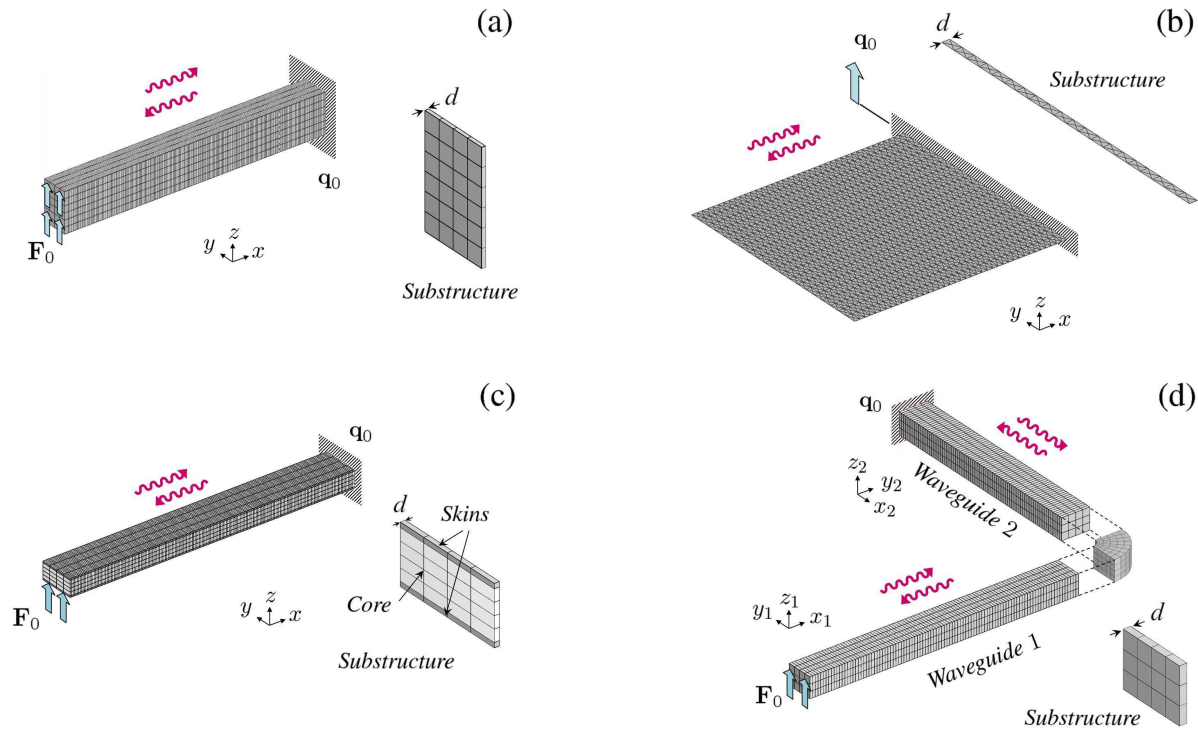 (a)
d
q₀
F₀
y z x
Substructure
(b)
q₀
d
Substructure
y z x
(c)
q₀
d
Skins
Core
F₀
y z x
Substructure
(d)
q₀
z₂
y₂
x₂
Waveguide 2
y₁ z₁ x₁
d
Waveguide 1
F₀
Substructure